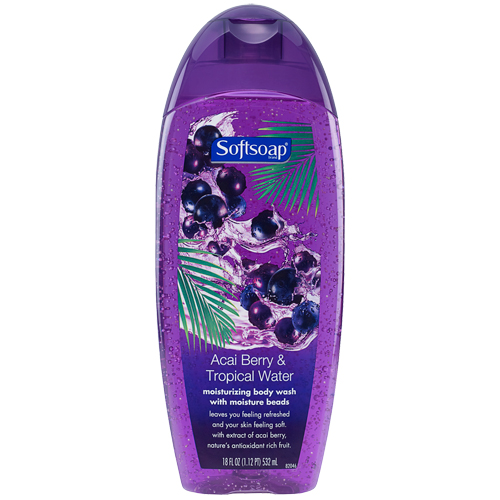 Softsoap®
brand
Acai Berry &
Tropical Water
moisturizing body wash
with moisture beads
leaves you feeling refreshed
and your skin feeling soft.
with extract of acai berry,
nature's antioxidant rich fruit.
18 FL OZ (1.12 PT) 532 mL
82046